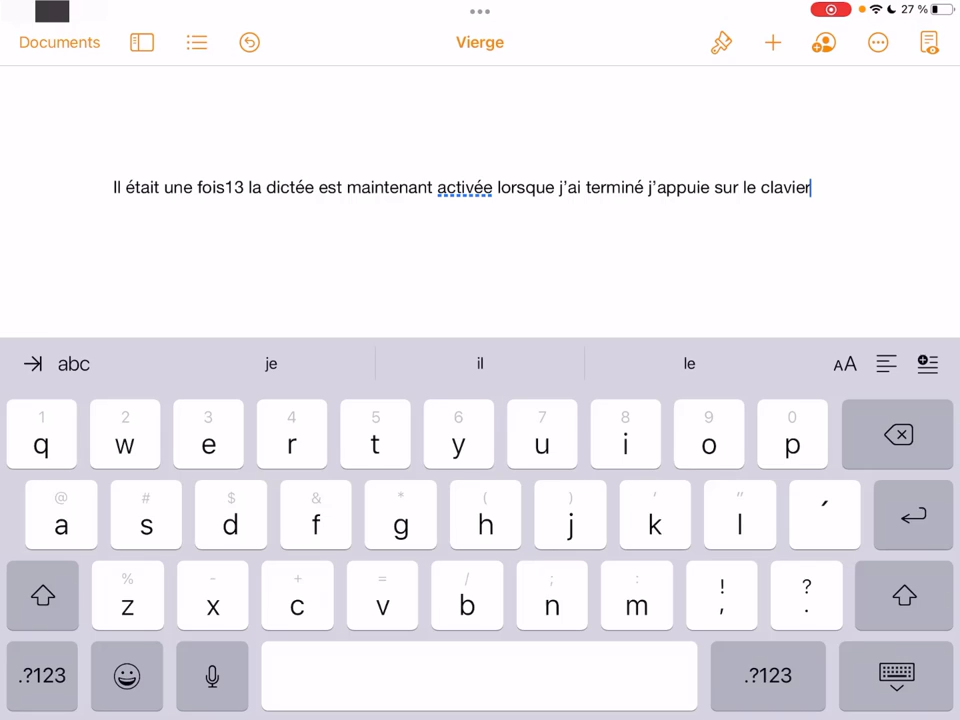 27 %
Documents
Vierge
Il était une fois13 la dictée est maintenant activée lorsque j’ai terminé j’appuie sur le clavier
abc je il le AA
1 2 3 4 5 6 7 8 9 0
q w e r t y u i o p
@ # $ & * ( ) ‘ “
a s d f g h j k l ´
% - + = / ; : ! ?
z x c v b n m , .
.?123 .?123